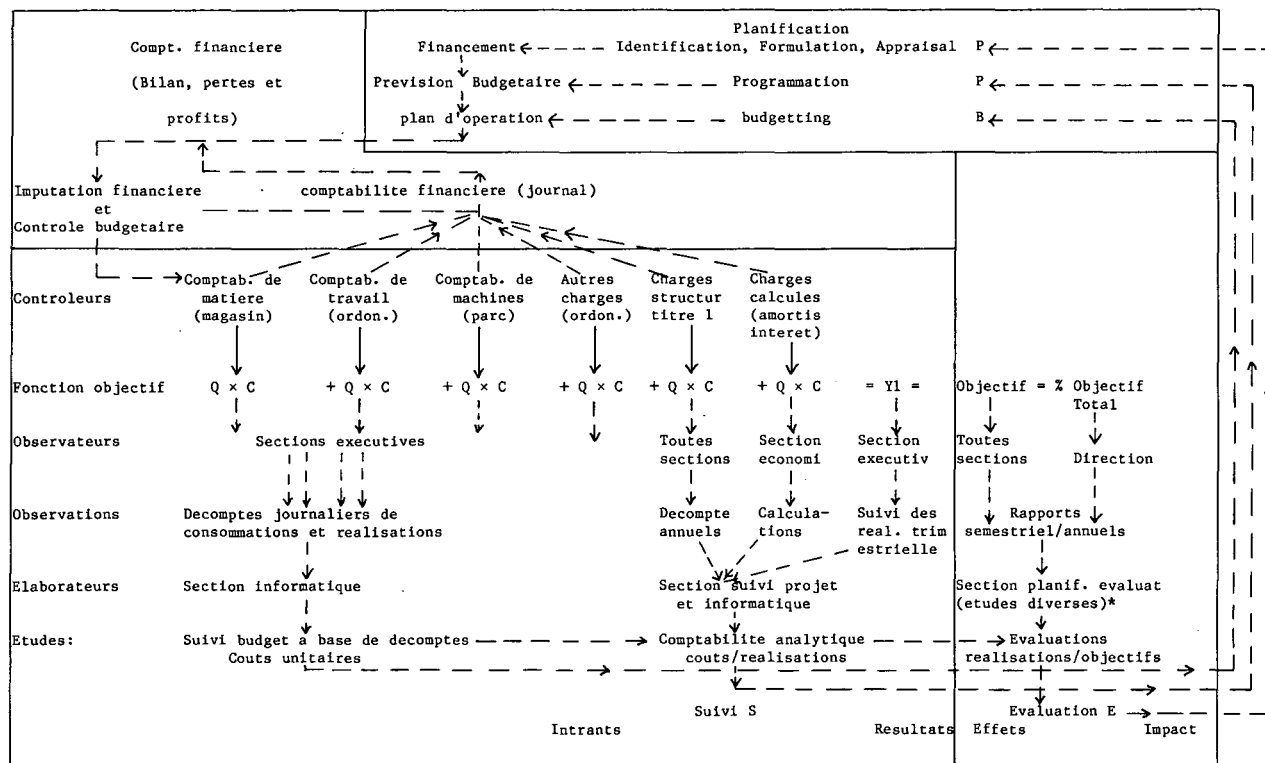 Planification
Compt. financiere Financement Identification, Formulation, Appraisal P
(Bilan, pertes et Prevision Budgetaire Programmation P
profits) plan d'operation budgetting B
Imputation financiere comptabilite financiere (journal)
et
Controle budgetaire
Comptab. de Comptab. de Comptab. de Autres Charges Charges
Controleurs matiere travail machines charges structur calcules
(magasin) (ordon.) (parc) (ordon.) titre 1 (amortis
interet)
Fonction objectif Q × C + Q × C + Q × C + Q × C + Q × C + Q × C = Y1 = Objectif = % Objectif
Total
Observateurs Sections executives Toutes Section Section Toutes
sections economi executiv sections Direction
Observations Decomptes journaliers de Decompte Calcula- Suivi des Rapports
consommations et realisations annuels tions real. trim semestriel/annuels
estrielle
Elaborateurs Section informatique Section suivi projet Section planif. evaluat
et informatique (etudes diverses)*
Etudes: Suivi budget a base de decomptes Comptabilite analytique Evaluations
Couts unitaires couts/realisations realisations/objectifs
Suivi S Evaluation E
Intrants Resultats Effets Impact